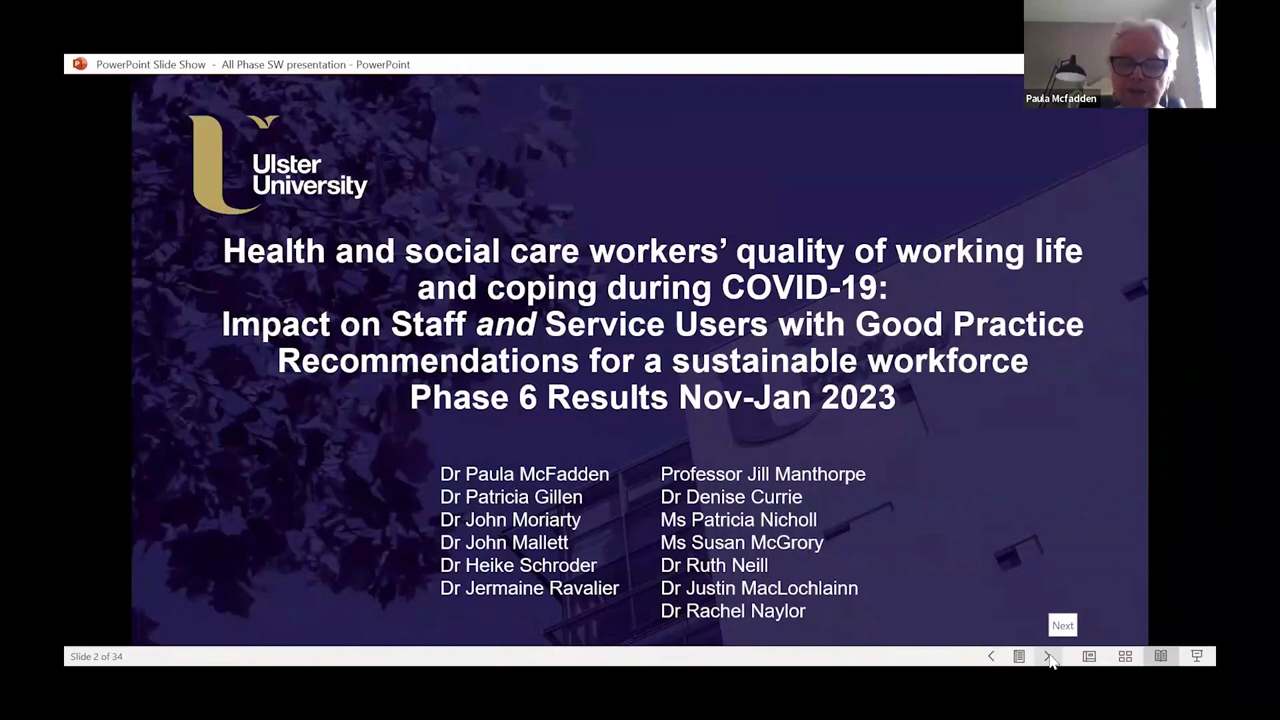 PowerPoint Slide Show - All Phase SW presentation - PowerPoint
Paula Mcfadden
Ulster
University
Health and social care workers’ quality of working life
and coping during COVID-19:
Impact on Staff and Service Users with Good Practice
Recommendations for a sustainable workforce
Phase 6 Results Nov-Jan 2023
Dr Paula McFadden
Dr Patricia Gillen
Dr John Moriarty
Dr John Mallett
Dr Heike Schroder
Dr Jermaine Ravalier
Professor Jill Manthorpe
Dr Denise Currie
Ms Patricia Nicholl
Ms Susan McGrory
Dr Ruth Neill
Dr Justin MacLochlainn
Dr Rachel Naylor
Next
Slide 2 of 34